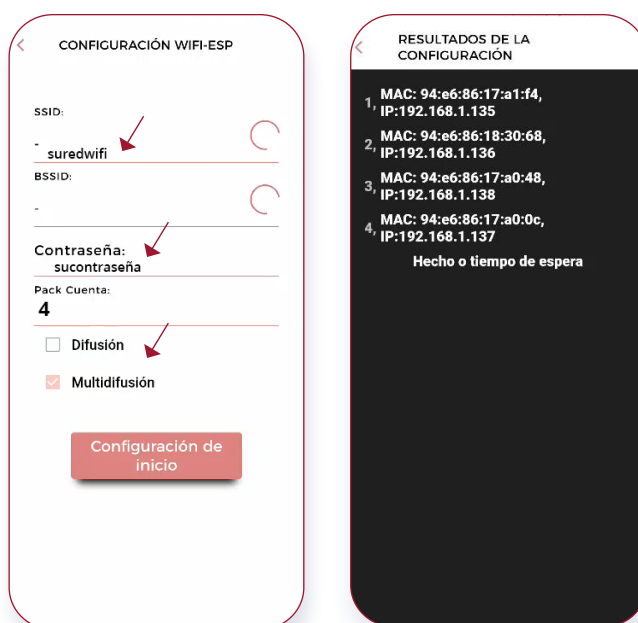 CONFIGURACIÓN WIFI-ESP
SSID:
-
suredwifi
BSSID:
-
Contraseña:
sucontraseña
Pack Cuenta:
4
Difusión
Multidifusión
Configuración de
inicio
RESULTADOS DE LA
CONFIGURACIÓN
1, MAC: 94:e6:86:17:a1:f4,
IP:192.168.1.135
2, MAC: 94:e6:86:18:30:68,
IP:192.168.1.136
3, MAC: 94:e6:86:17:a0:48,
IP:192.168.1.138
4, MAC: 94:e6:86:17:a0:0c,
IP:192.168.1.137
Hecho o tiempo de espera